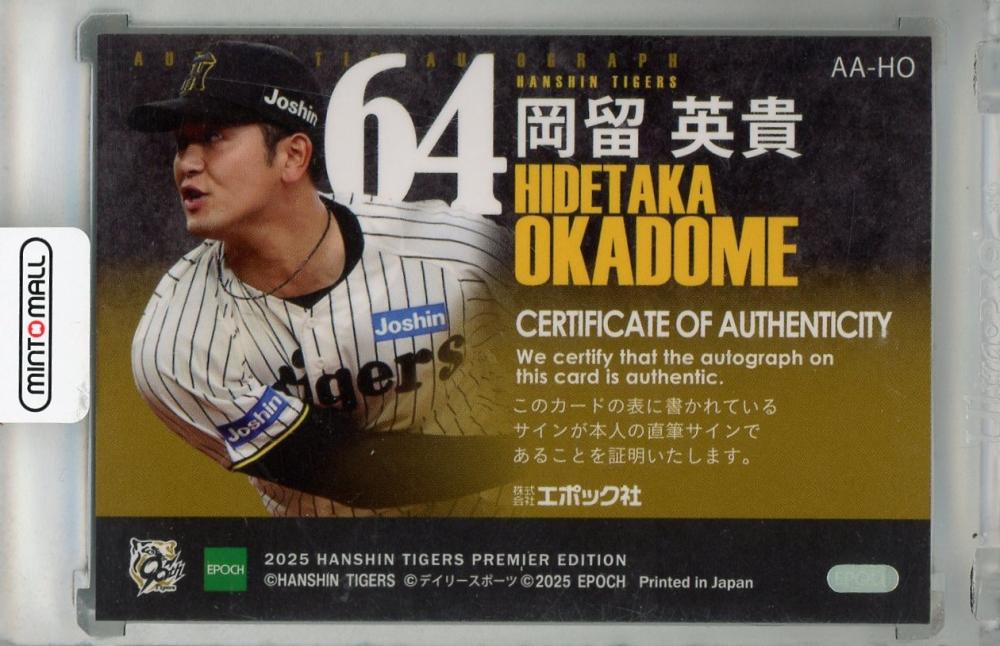 AUTHENTIC AUTOGRAPH
HANSHIN TIGERS
AA-HO
64
岡留 英貴
HIDETAKA
OKADOME
CERTIFICATE OF AUTHENTICITY
We certify that the autograph on
this card is authentic.
このカードの表に書かれている
サインが本人の直筆サインで
あることを証明いたします。
株式会社エポック社
Joshin
Joshin
Tigers
Joshin
MINT MALL
90th
Tigers
EPOCH
2025 HANSHIN TIGERS PREMIER EDITION
©HANSHIN TIGERS ©デイリースポーツ ©2025 EPOCH Printed in Japan
EPOCH